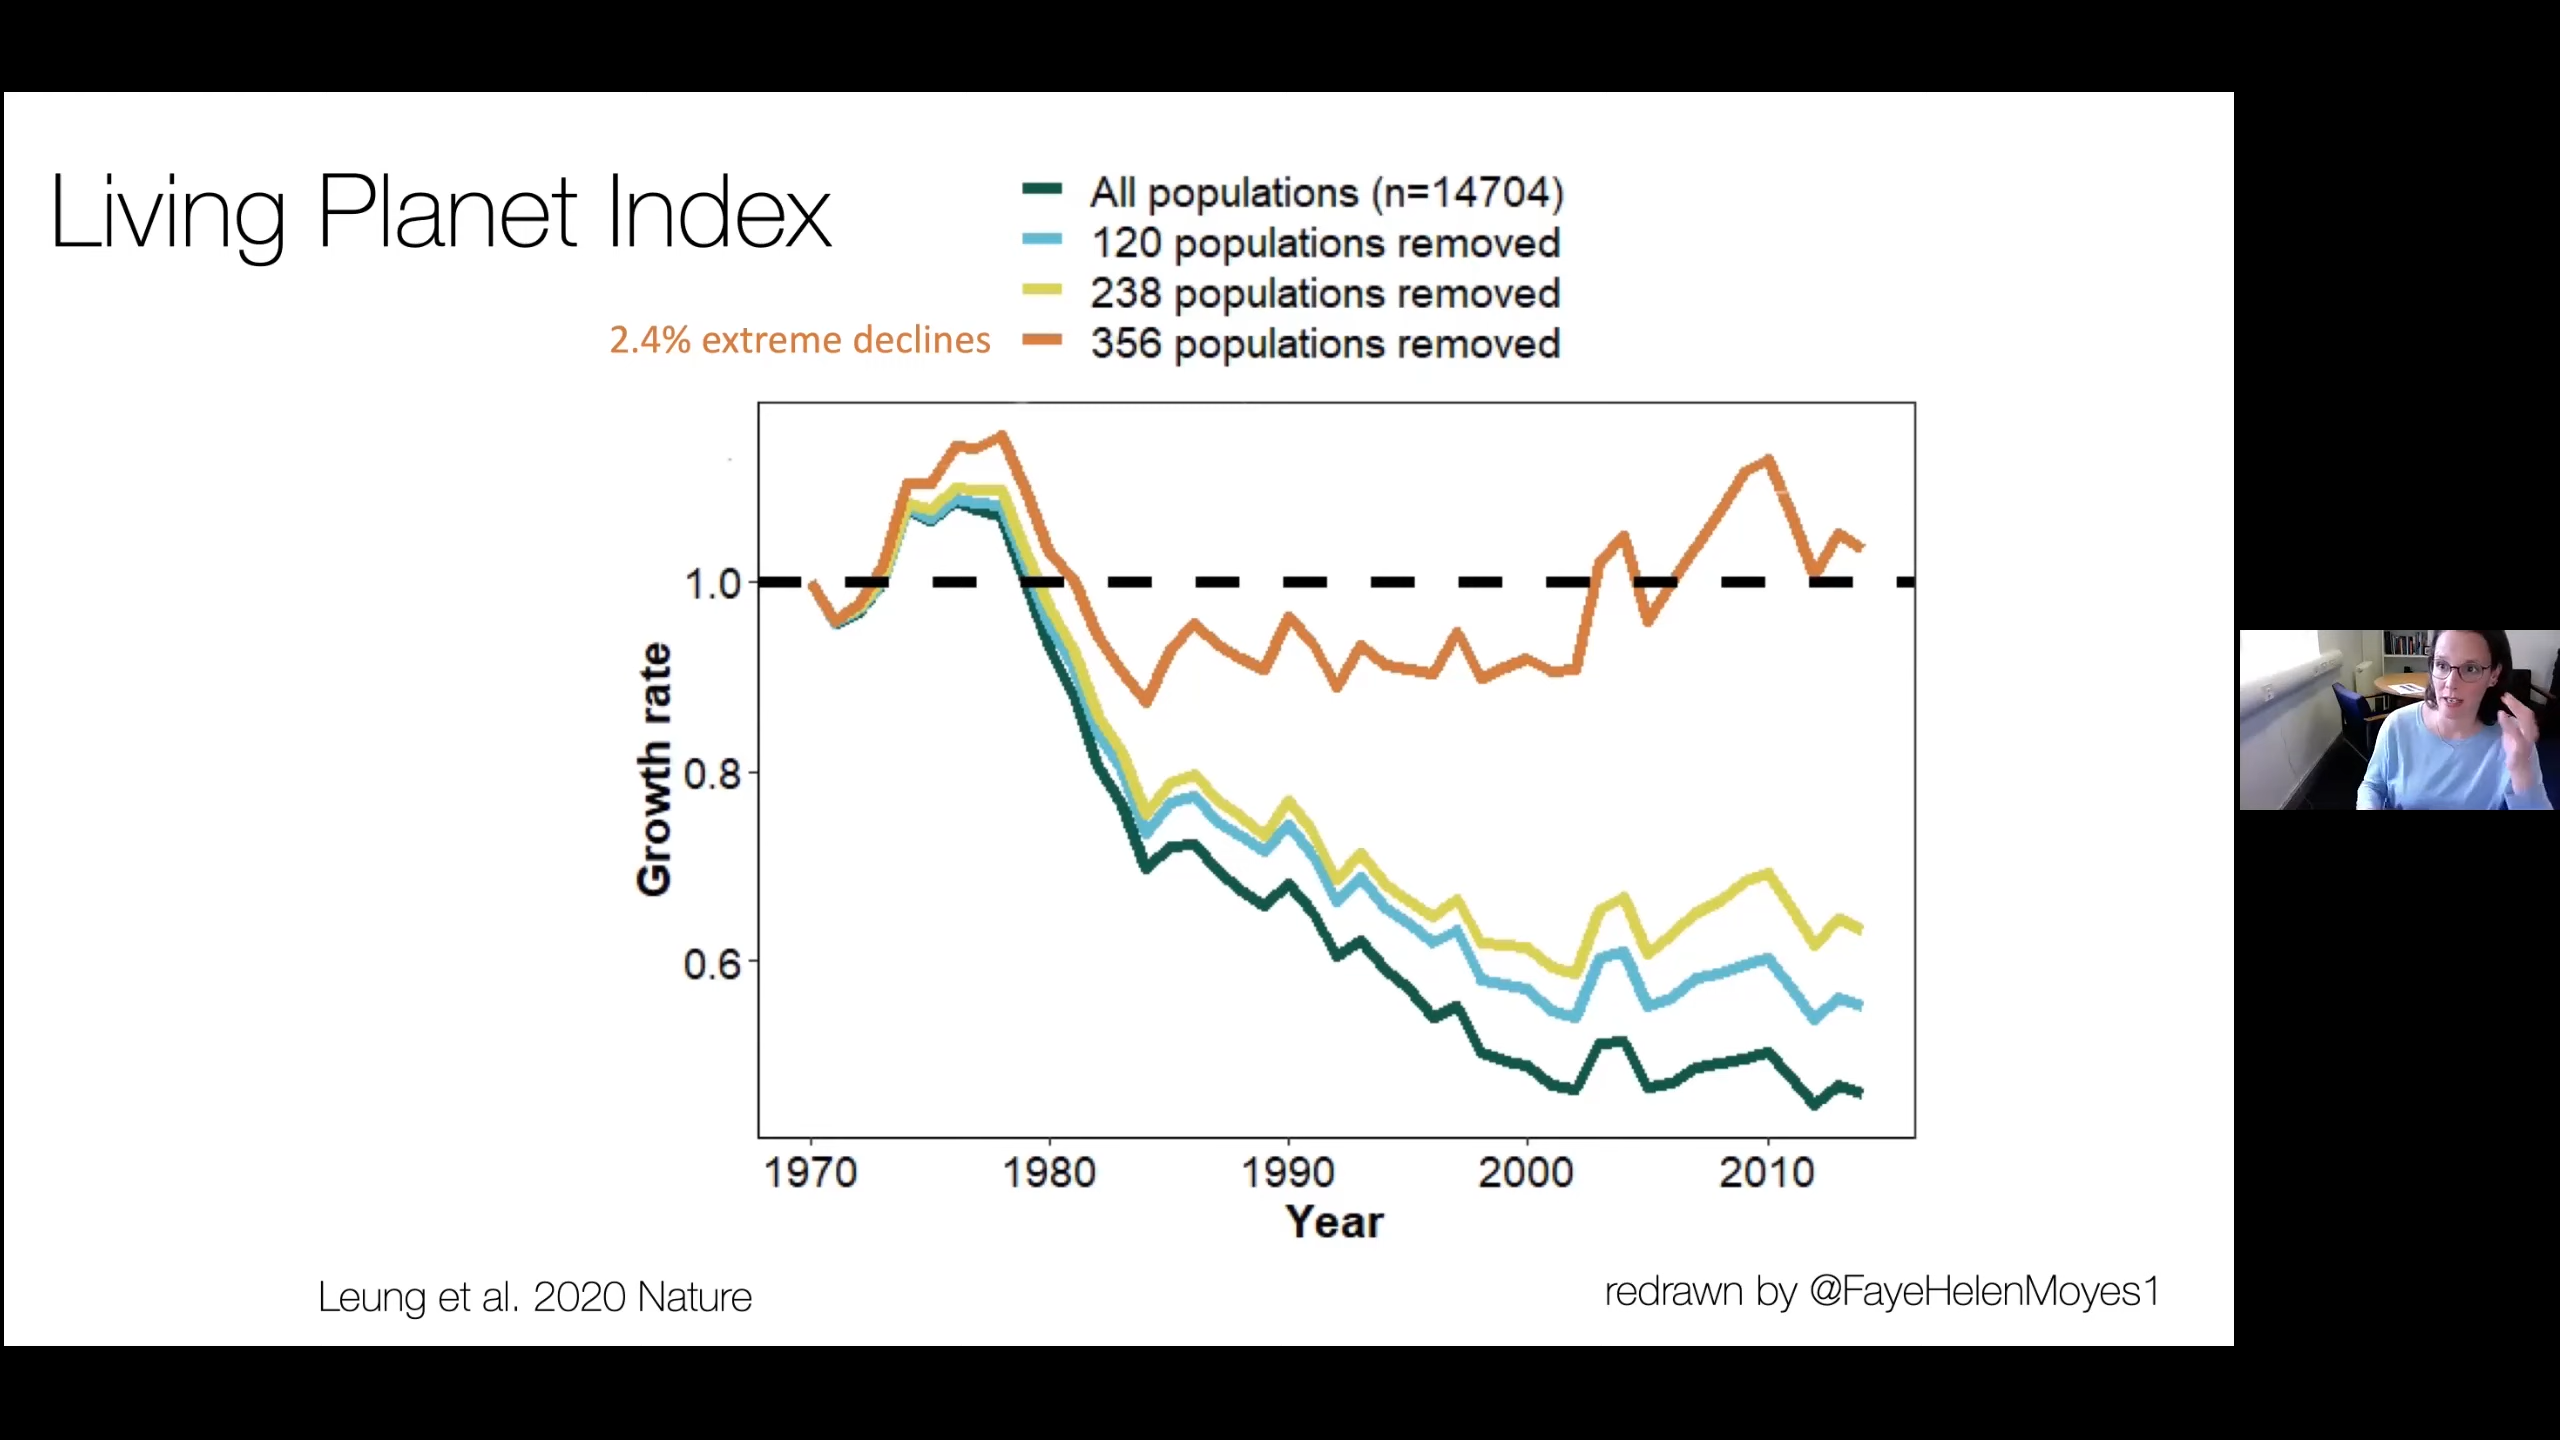 Living Planet Index
All populations (n=14704)
120 populations removed
238 populations removed
2.4% extreme declines
356 populations removed
1.0
0.8
0.6
Growth rate
1970 1980 1990 2000 2010
Year
Leung et al. 2020 Nature
redrawn by @FayeHelenMoyes1